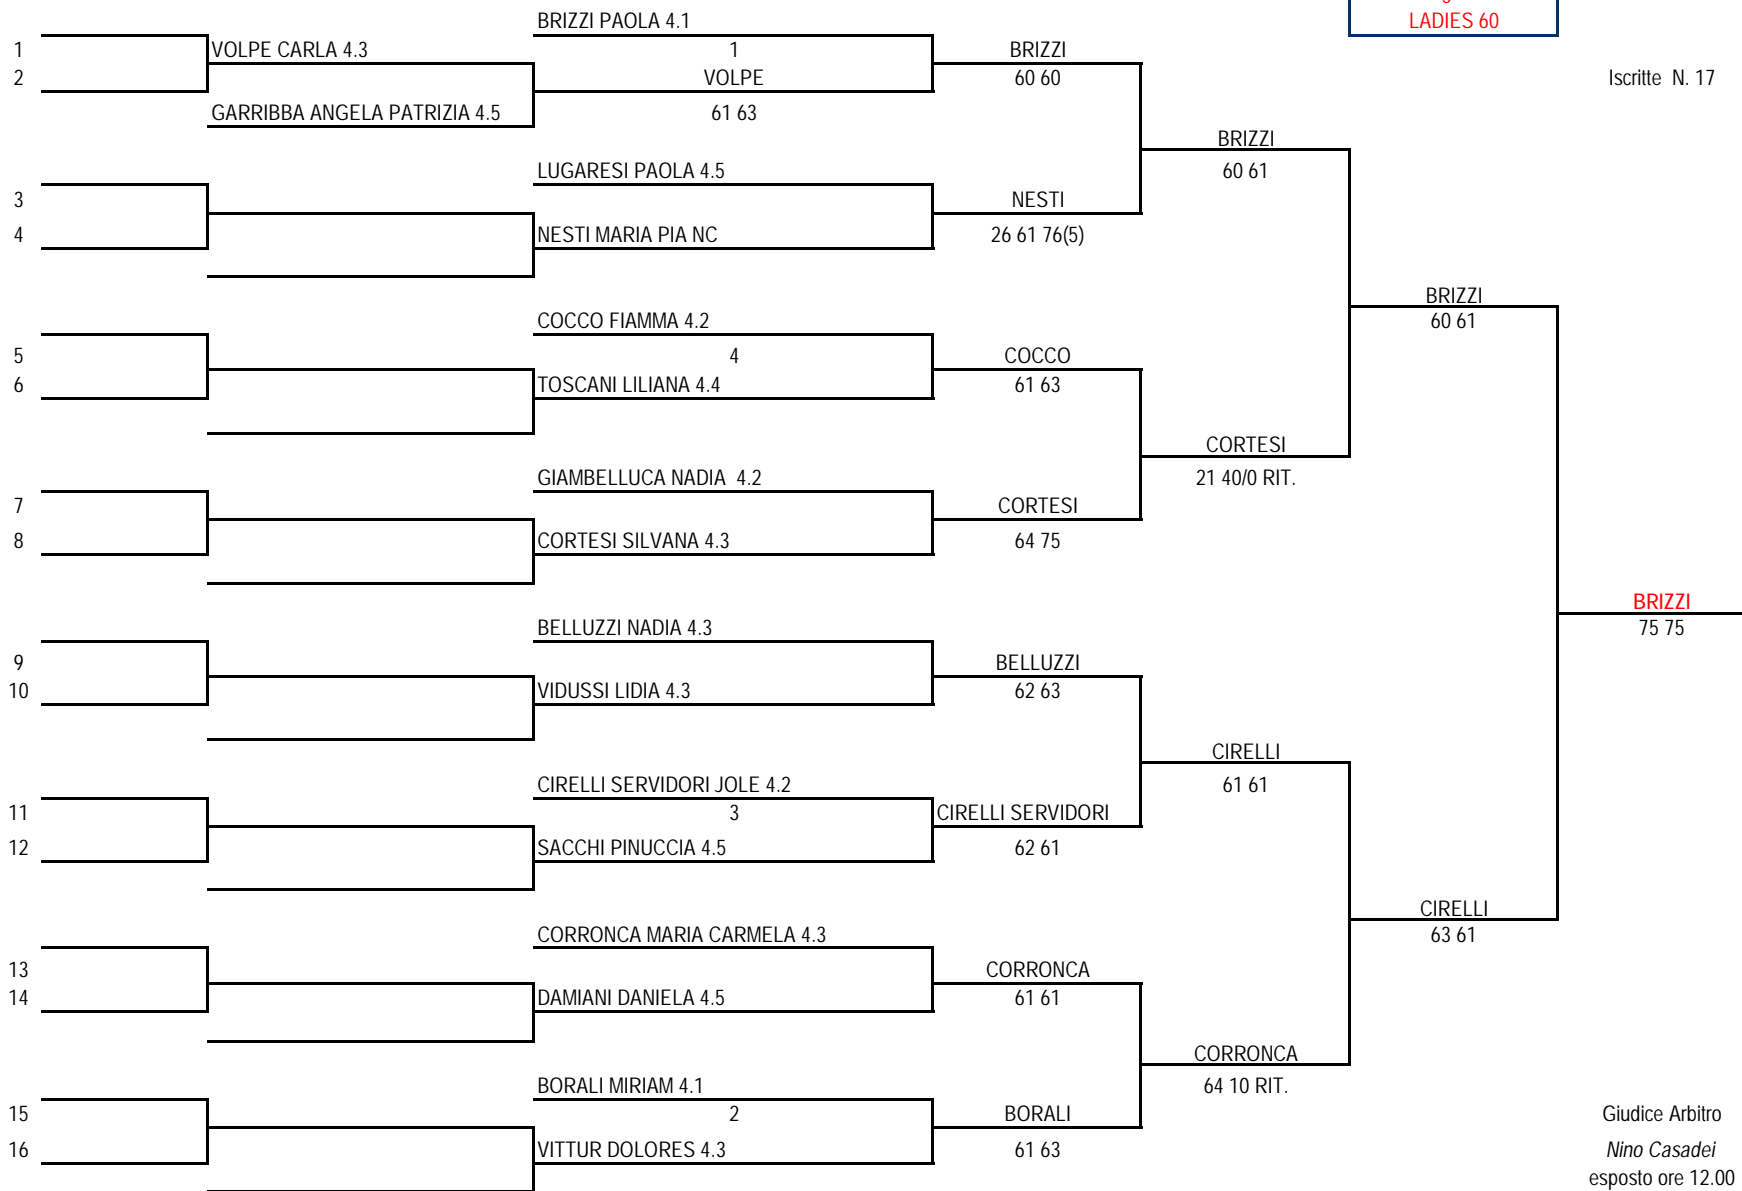 LADIES 60
Iscritte N. 17
1
2
3
4
5
6
7
8
9
10
11
12
13
14
15
16
VOLPE CARLA 4.3
GARRIBBA ANGELA PATRIZIA 4.5
BRIZZI PAOLA 4.1
1
VOLPE
61 63
LUGARESI PAOLA 4.5
NESTI MARIA PIA NC
COCCO FIAMMA 4.2
4
TOSCANI LILIANA 4.4
GIAMBELLUCA NADIA 4.2
CORTESI SILVANA 4.3
BELLUZZI NADIA 4.3
VIDUSSI LIDIA 4.3
CIRELLI SERVIDORI JOLE 4.2
3
SACCHI PINUCCIA 4.5
CORRONCA MARIA CARMELA 4.3
DAMIANI DANIELA 4.5
BORALI MIRIAM 4.1
2
VITTUR DOLORES 4.3
BRIZZI
60 60
NESTI
26 61 76(5)
COCCO
61 63
CORTESI
64 75
BELLUZZI
62 63
CIRELLI SERVIDORI
62 61
CORRONCA
61 61
BORALI
61 63
BRIZZI
60 61
CORTESI
21 40/0 RIT.
CIRELLI
61 61
CORRONCA
64 10 RIT.
BRIZZI
60 61
CIRELLI
63 61
BRIZZI
75 75
Giudice Arbitro
Nino Casadei
esposto ore 12.00